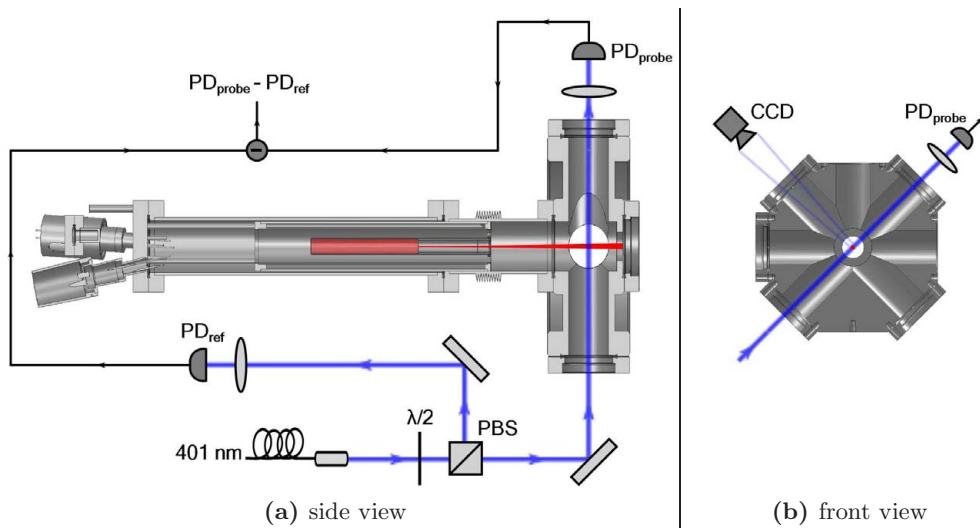 PD_probe
PD_probe - PD_ref
CCD
PD_probe
PD_ref
λ/2
PBS
401 nm
(a) side view
(b) front view